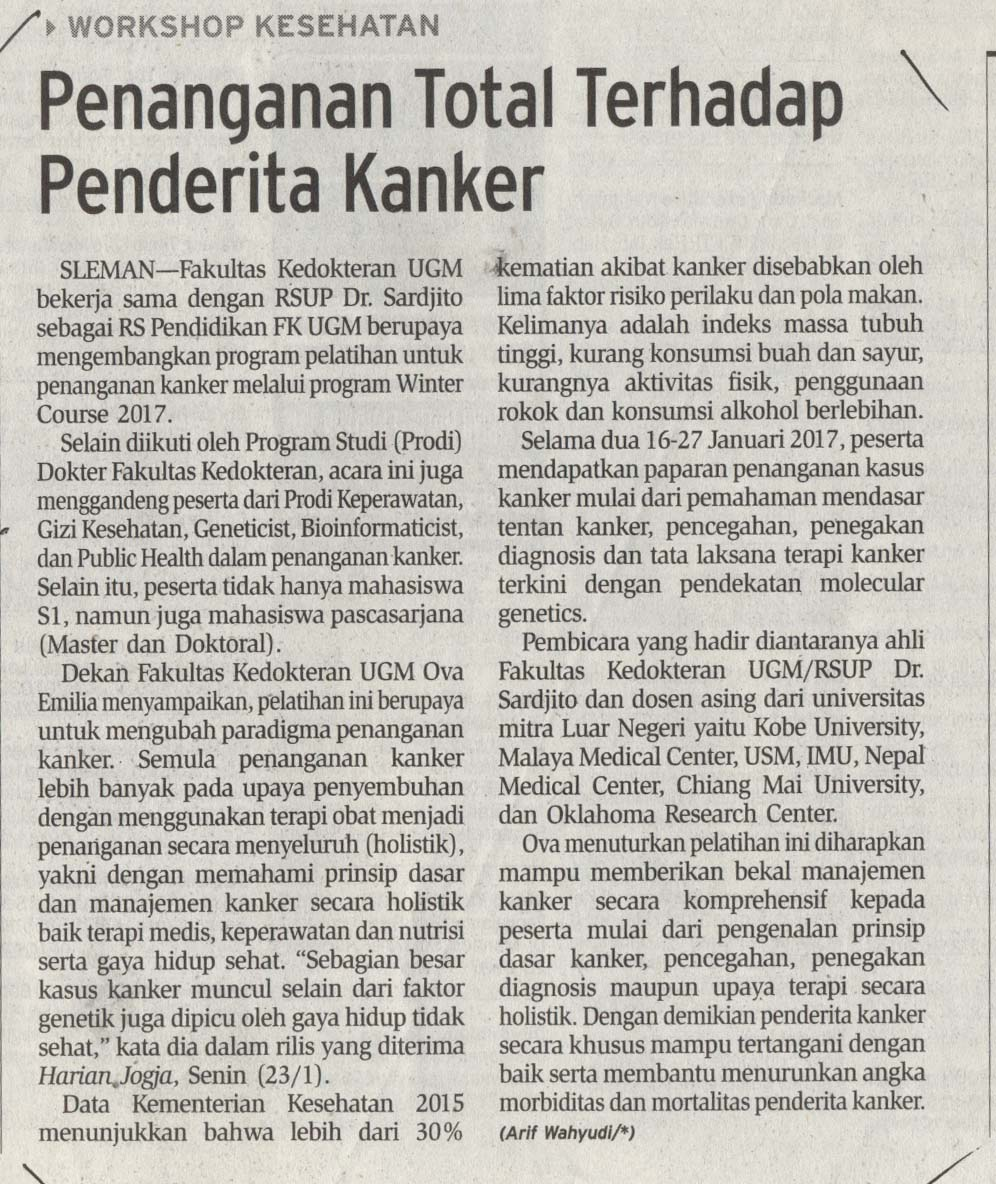 WORKSHOP KESEHATAN
Penanganan Total Terhadap
Penderita Kanker
SLEMAN—Fakultas Kedokteran UGM
bekerja sama dengan RSUP Dr. Sardjito
sebagai RS Pendidikan FK UGM berupaya
mengembangkan program pelatihan untuk
penanganan kanker melalui program Winter
Course 2017.
Selain diikuti oleh Program Studi (Prodi)
Dokter Fakultas Kedokteran, acara ini juga
menggandeng peserta dari Prodi Keperawatan,
Gizi Kesehatan, Geneticist, Bioinformaticist,
dan Public Health dalam penanganan kanker.
Selain itu, peserta tidak hanya mahasiswa
S1, namun juga mahasiswa pascasarjana
(Master dan Doktoral).
Dekan Fakultas Kedokteran UGM Ova
Emilia menyampaikan, pelatihan ini berupaya
untuk mengubah paradigma penanganan
kanker. Semula penanganan kanker
lebih banyak pada upaya penyembuhan
dengan menggunakan terapi obat menjadi
penanganan secara menyeluruh (holistik),
yakni dengan memahami prinsip dasar
dan manajemen kanker secara holistik
baik terapi medis, keperawatan dan nutrisi
serta gaya hidup sehat. “Sebagian besar
kasus kanker muncul selain dari faktor
genetik juga dipicu oleh gaya hidup tidak
sehat,” kata dia dalam rilis yang diterima
Harian Jogja, Senin (23/1).
Data Kementerian Kesehatan 2015
menunjukkan bahwa lebih dari 30%
kematian akibat kanker disebabkan oleh
lima faktor risiko perilaku dan pola makan.
Kelimanya adalah indeks massa tubuh
tinggi, kurang konsumsi buah dan sayur,
kurangnya aktivitas fisik, penggunaan
rokok dan konsumsi alkohol berlebihan.
Selama dua 16-27 Januari 2017, peserta
mendapatkan paparan penanganan kasus
kanker mulai dari pemahaman mendasar
tentan kanker, pencegahan, penegakan
diagnosis dan tata laksana terapi kanker
terkini dengan pendekatan molecular
genetics.
Pembicara yang hadir diantaranya ahli
Fakultas Kedokteran UGM/RSUP Dr.
Sardjito dan dosen asing dari universitas
mitra Luar Negeri yaitu Kobe University,
Malaya Medical Center, USM, IMU, Nepal
Medical Center, Chiang Mai University,
dan Oklahoma Research Center.
Ova menuturkan pelatihan ini diharapkan
mampu memberikan bekal manajemen
kanker secara komprehensif kepada
peserta mulai dari pengenalan prinsip
dasar kanker, pencegahan, penegakan
diagnosis maupun upaya terapi secara
holistik. Dengan demikian penderita kanker
secara khusus mampu tertangani dengan
baik serta membantu menurunkan angka
morbiditas dan mortalitas penderita kanker.
(Arif Wahyudi/*)